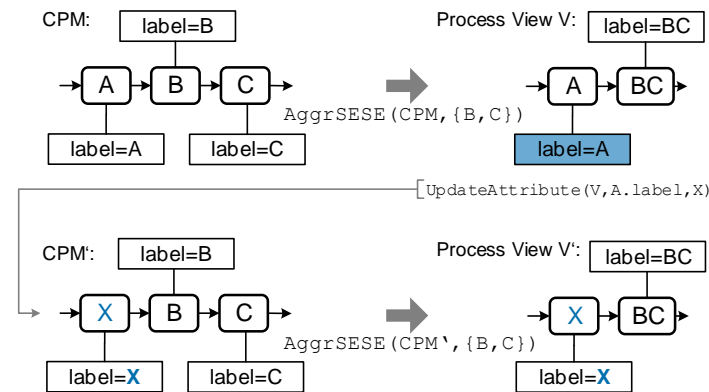 CPM:
label=B
Process View V:
label=BC
A
B
C
A
BC
AggrSESE(CPM,{B,C})
label=A
label=C
label=A
UpdateAttribute(V,A.label,X)
CPM‘:
label=B
Process View V‘:
label=BC
X
B
C
X
BC
AggrSESE(CPM‘,{B,C})
label=X
label=C
label=X